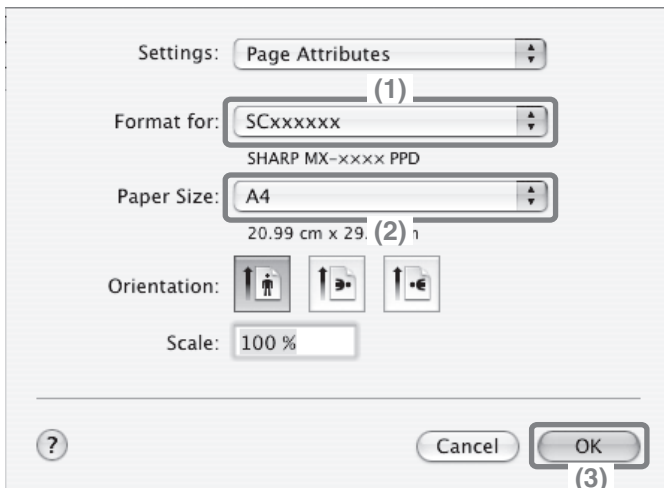 Settings: Page Attributes
(1)
Format for: SCxxxxxx
SHARP MX-xxxx PPD
Paper Size: A4
20.99 cm x 29.
(2)
Orientation:
Scale: 100 %
? Cancel OK
(3)